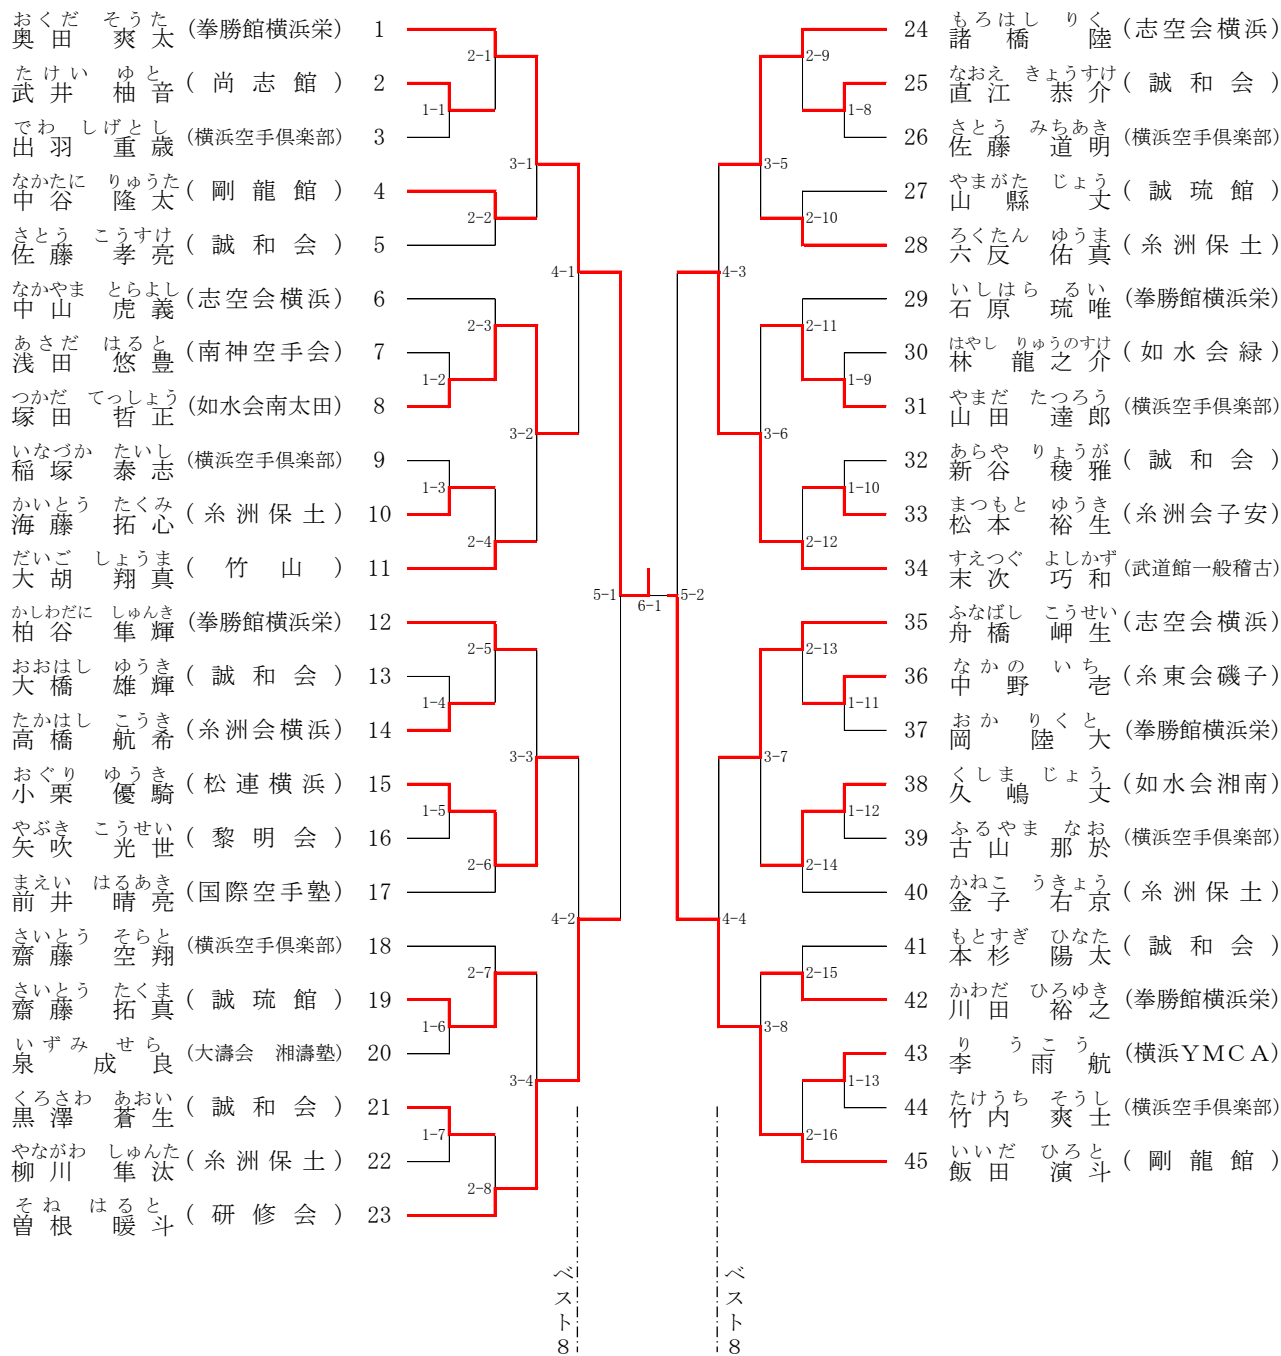 おくだ そうた
奥田 爽太 (拳勝館横浜栄) 1
たけい ゆと
武井 柚音 (尚志館) 2
でわ しげとし
出羽 重歳 (横浜空手倶楽部) 3
なかたに りゅうた
中谷 隆太 (剛龍館) 4
さとう こうすけ
佐藤 孝亮 (誠和会) 5
なかやま とらよし
中山 虎義 (志空会横浜) 6
あさだ はると
浅田 悠豊 (南神空手会) 7
つかだ てっしょう
塚田 哲正 (如水会南太田) 8
いなづか たいし
稲塚 泰志 (横浜空手倶楽部) 9
かいとう たくみ
海藤 拓心 (糸洲保土) 10
だいご しょうま
大胡 翔真 (竹山) 11
かしわだに しゅんき
柏谷 隼輝 (拳勝館横浜栄) 12
おおはし ゆうき
大橋 雄輝 (誠和会) 13
たかはし こうき
高橋 航希 (糸洲会横浜) 14
おぐり ゆうき
小栗 優騎 (松連横浜) 15
やぶき こうせい
矢吹 光世 (黎明会) 16
まえい はるあき
前井 晴亮 (国際空手塾) 17
さいとう そらと
齋藤 空翔 (横浜空手倶楽部) 18
さいとう たくま
齋藤 拓真 (誠琉館) 19
いずみ せら
泉 成良 (大濤会 湘濤塾) 20
くろさわ あおい
黒澤 蒼生 (誠和会) 21
やながわ しゅんた
柳川 隼汰 (糸洲保土) 22
そね はると
曽根 暖斗 (研修会) 23
1-1
1-2
1-3
1-4
1-5
1-6
1-7
2-1
2-2
2-3
2-4
2-5
2-6
2-7
2-8
3-1
3-2
3-3
3-4
4-1
4-2
5-1
6-1
5-2
4-3
4-4
3-5
3-6
3-7
3-8
2-9
2-10
2-11
2-12
2-13
2-14
2-15
2-16
1-8
1-9
1-10
1-11
1-12
1-13
もろはし りく
24 諸橋 陸 (志空会横浜)
なおえ きょうすけ
25 直江 恭介 (誠和会)
さとう みちあき
26 佐藤 道明 (横浜空手倶楽部)
やまがた じょう
27 山縣 丈 (誠琉館)
ろくたん ゆうま
28 六反 佑真 (糸洲保土)
いしはら るい
29 石原 琉唯 (拳勝館横浜栄)
はやし りゅうのすけ
30 林 龍之介 (如水会緑)
やまだ たつろう
31 山田 達郎 (横浜空手倶楽部)
あらや りょうが
32 新谷 稜雅 (誠和会)
まつもと ゆうき
33 松本 裕生 (糸洲会子安)
すえつぐ よしかず
34 末次 巧和 (武道館一般稽古)
ふなばし こうせい
35 舟橋 岬生 (志空会横浜)
なかの いち
36 中野 壱 (糸東会磯子)
おか りくと
37 岡 陸大 (拳勝館横浜栄)
くしま じょう
38 久嶋 丈 (如水会湘南)
ふるやま なお
39 古山 那於 (横浜空手倶楽部)
かねこ うきょう
40 金子 右京 (糸洲保土)
もとすぎ ひなた
41 本杉 陽太 (誠和会)
かわだ ひろゆき
42 川田 裕之 (拳勝館横浜栄)
り うこう
43 李 雨航 (横浜YMCA)
たけうち そうし
44 竹内 爽士 (横浜空手倶楽部)
いいだ ひろと
45 飯田 演斗 (剛龍館)
ベスト8
ベスト8